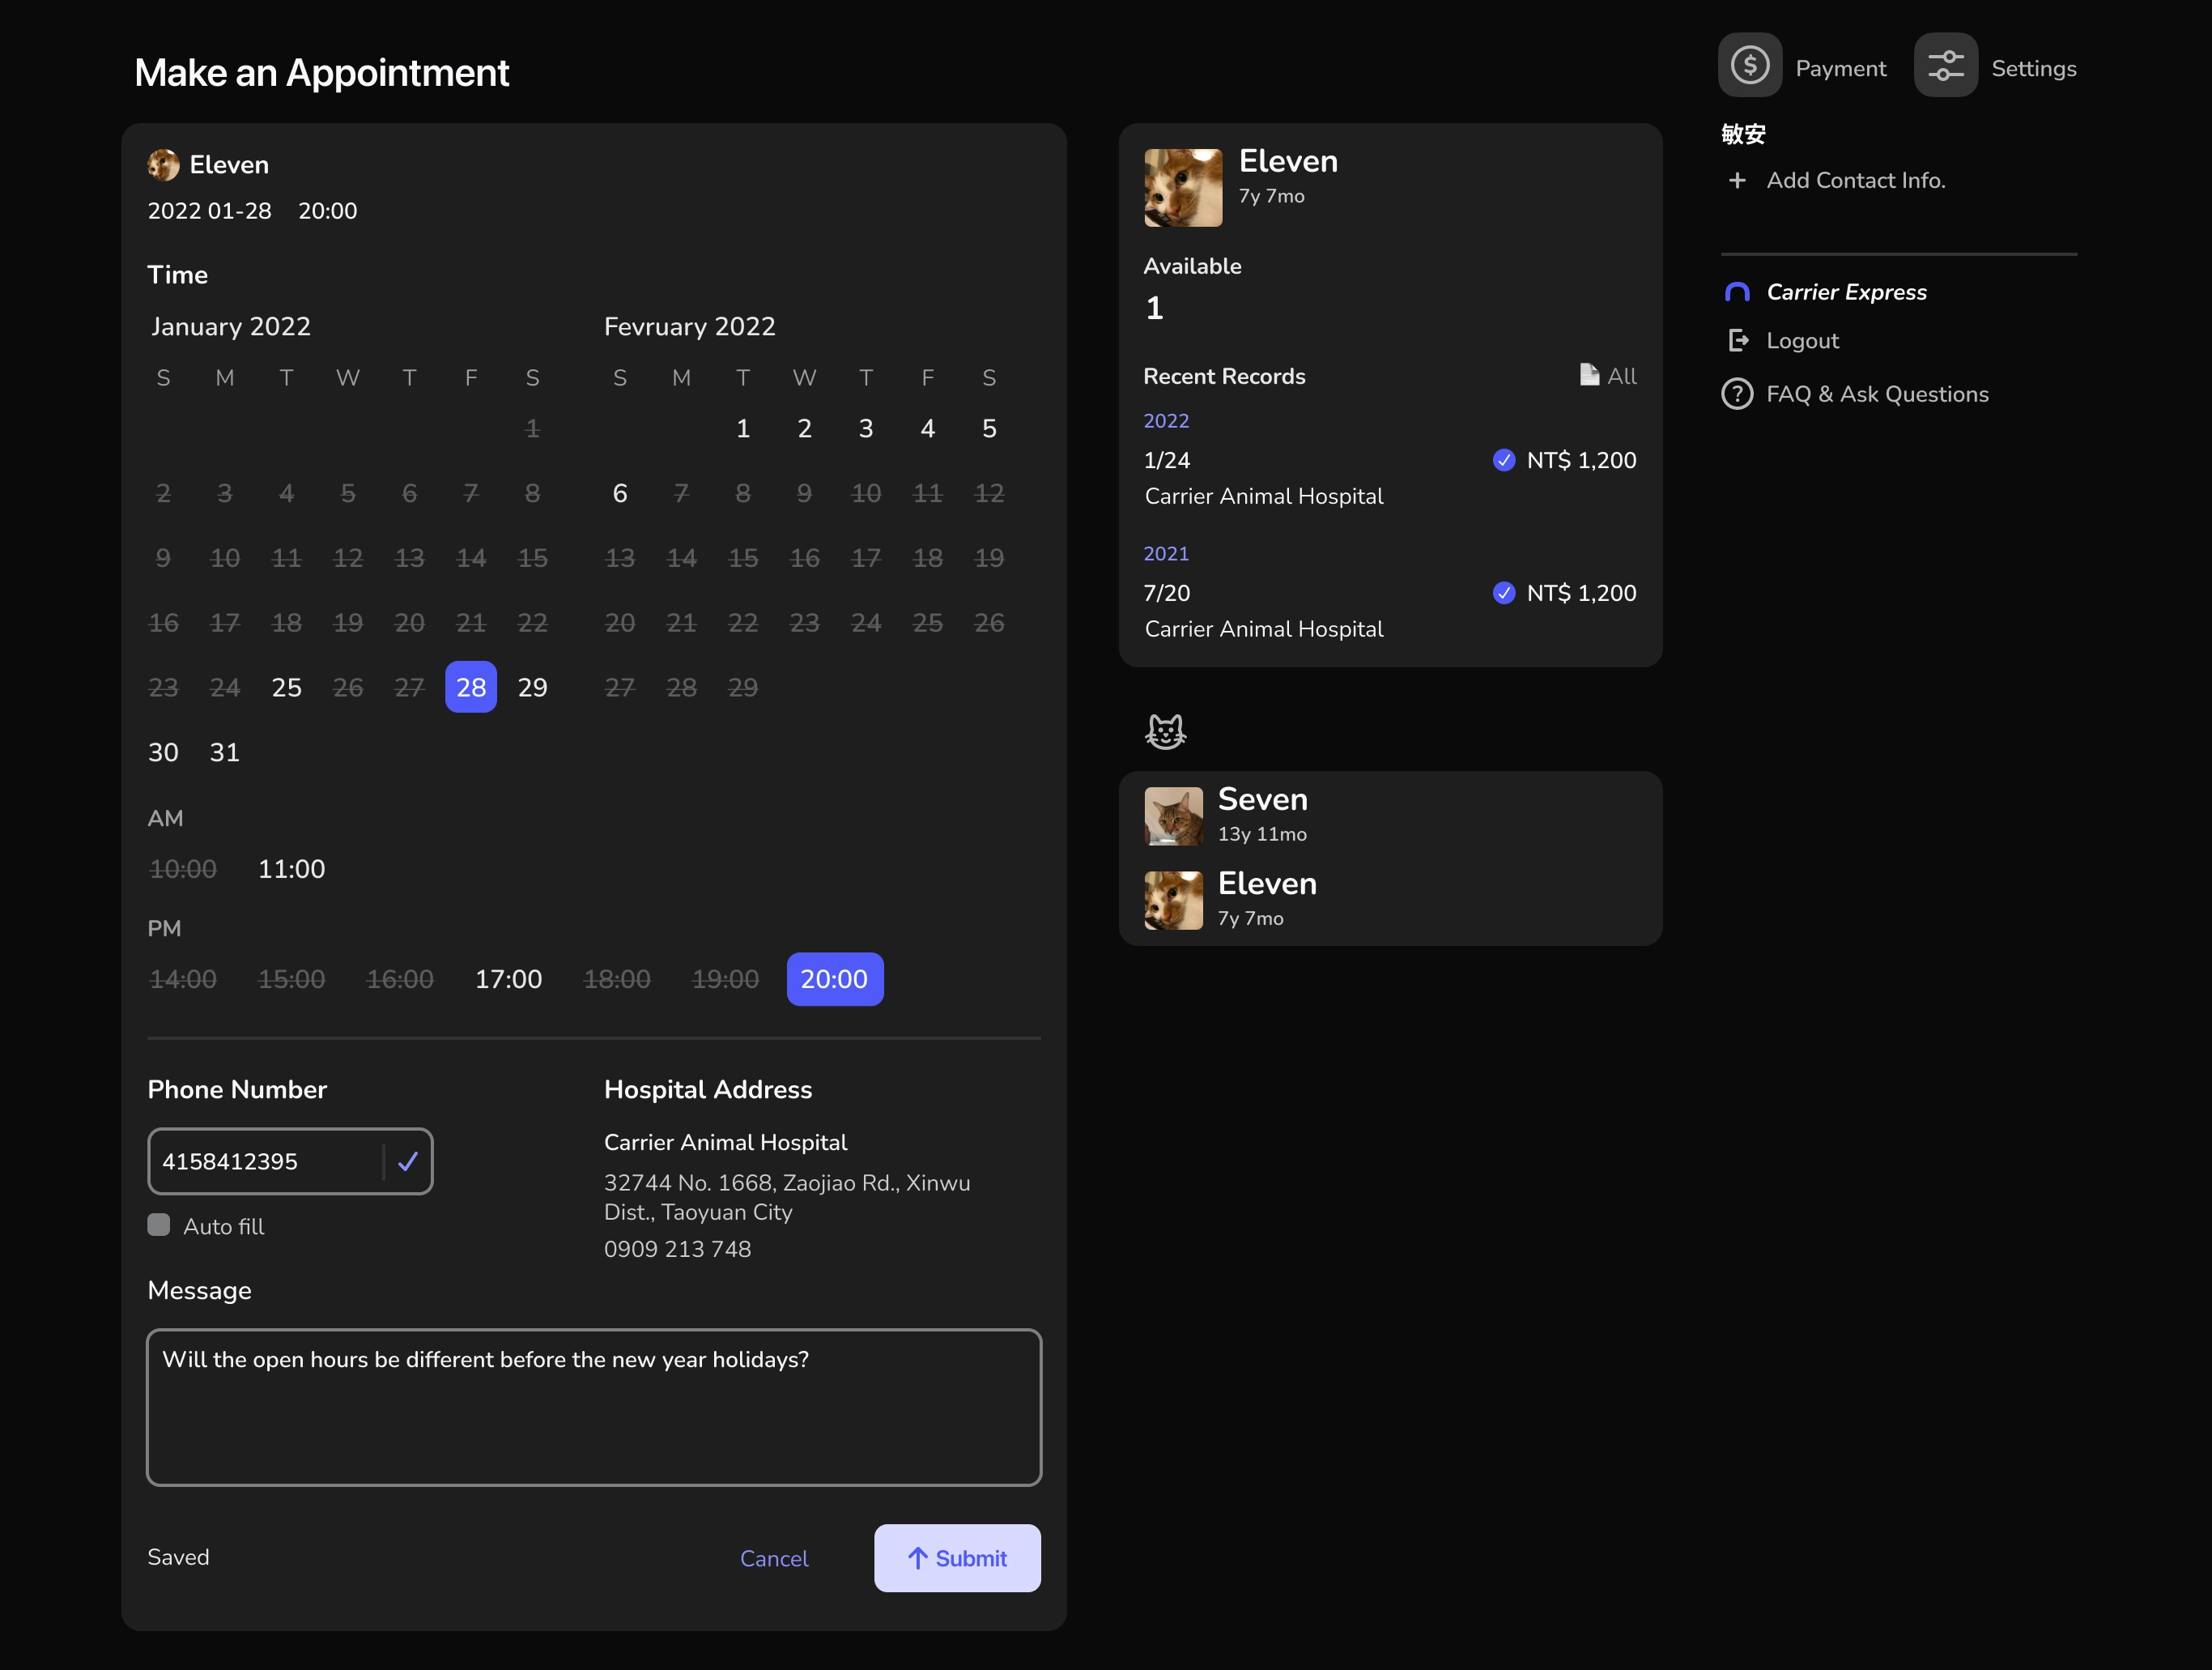 Make an Appointment
Eleven
2022 01-28 20:00
Time
January 2022
S M T W T F S
1
2 3 4 5 6 7 8
9 10 11 12 13 14 15
16 17 18 19 20 21 22
23 24 25 26 27 28 29
30 31
Fevruary 2022
S M T W T F S
1 2 3 4 5
6 7 8 9 10 11 12
13 14 15 16 17 18 19
20 21 22 23 24 25 26
27 28 29
AM
10:00 11:00
PM
14:00 15:00 16:00 17:00 18:00 19:00 20:00
Phone Number
4158412395
Auto fill
Hospital Address
Carrier Animal Hospital
32744 No. 1668, Zaojiao Rd., Xinwu
Dist., Taoyuan City
0909 213 748
Message
Will the open hours be different before the new year holidays?
Saved
Cancel
Submit
Eleven
7y 7mo
Available
1
Recent Records
All
2022
1/24 NT$ 1,200
Carrier Animal Hospital
2021
7/20 NT$ 1,200
Carrier Animal Hospital
Seven
13y 11mo
Eleven
7y 7mo
Payment
Settings
敏安
Add Contact Info.
Carrier Express
Logout
FAQ & Ask Questions